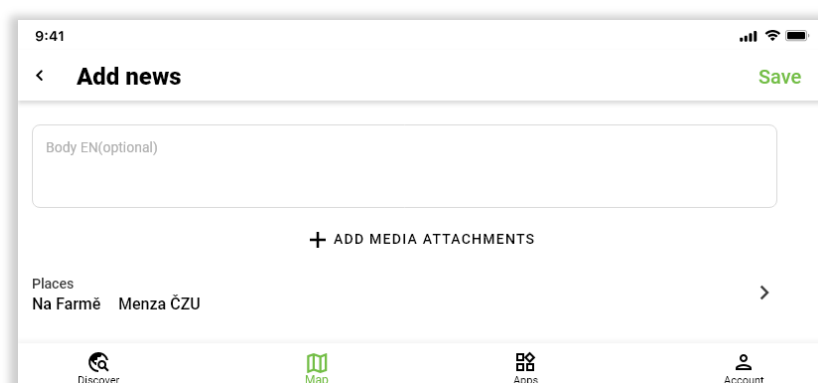 9:41
Add news
Save
Body EN(optional)
ADD MEDIA ATTACHMENTS
Places
Na Farmě Menza ČZU
Discover Map Apps Account